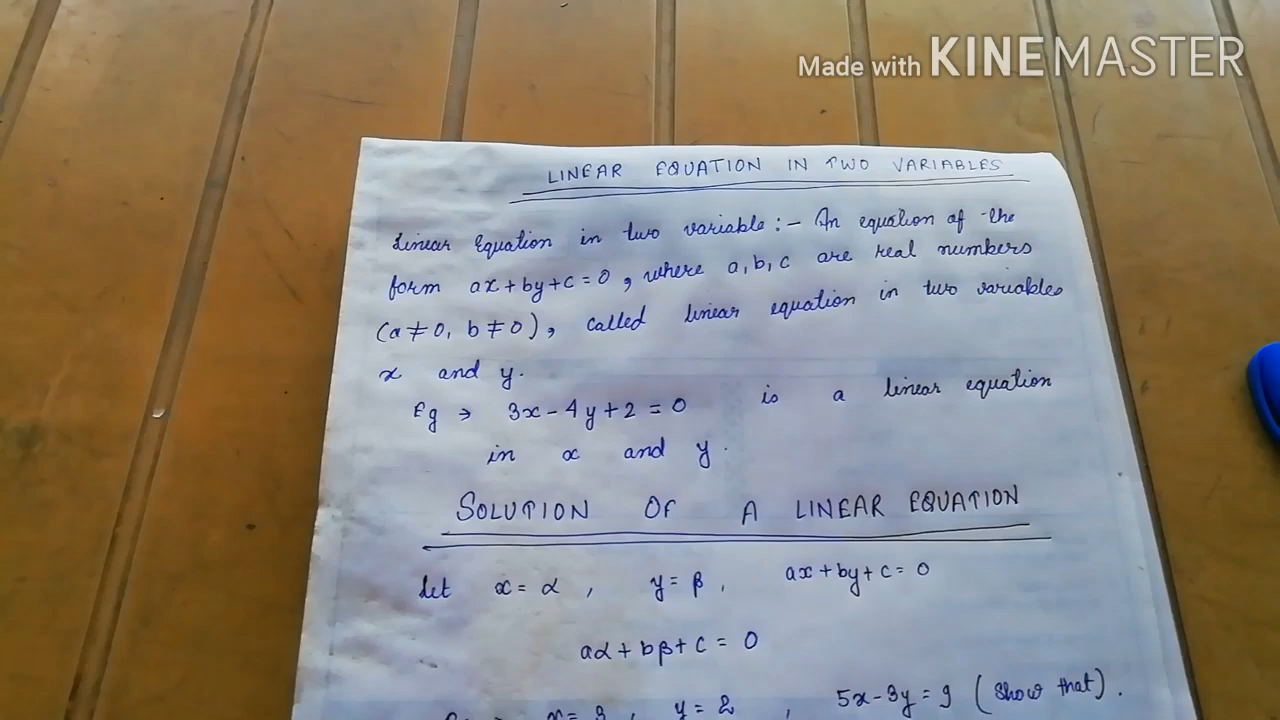 Made with KINEMASTER
LINEAR EQUATION IN TWO VARIABLES
Linear Equation in two variable :- An equation of the
form ax+by+c=0, where a, b, c are real numbers
(a≠0, b≠0), called linear equation in two variables
x and y.
Eg → 3x-4y+2=0 is a linear equation
in x and y.
SOLUTION OF A LINEAR EQUATION
Let x=α, y=β, ax+by+c=0
aα+bβ+c=0
x=3, y=2, 5x-3y=9 (Show that).